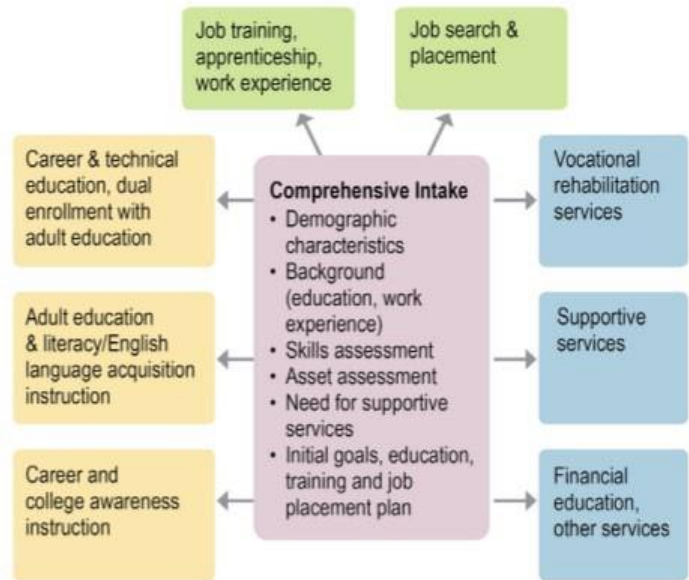 Job training,
apprenticeship,
work experience
Job search &
placement
Career & technical
education, dual
enrollment with
adult education
Adult education
& literacy/English
language acquisition
instruction
Career and
college awareness
instruction
Comprehensive Intake
• Demographic
characteristics
• Background
(education, work
experience)
• Skills assessment
• Asset assessment
• Need for supportive
services
• Initial goals, education,
training and job
placement plan
Vocational
rehabilitation
services
Supportive
services
Financial
education,
other services